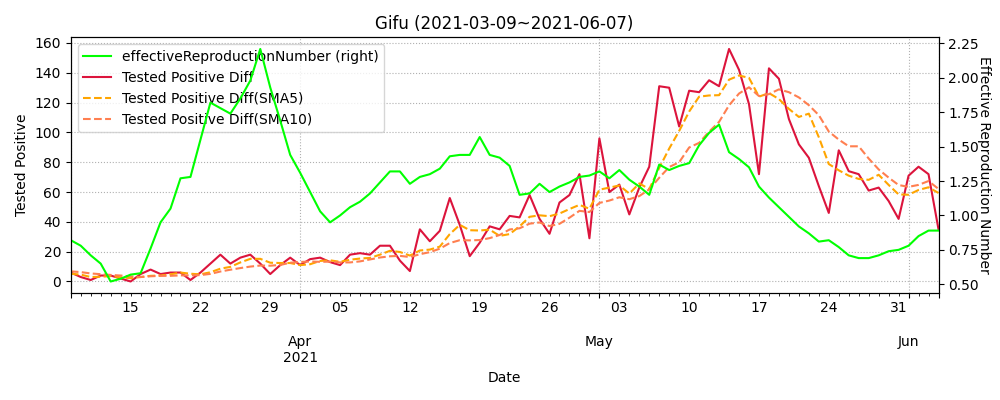 Gifu (2021-03-09~2021-06-07)
effectiveReproductionNumber (right)
Tested Positive Diff
Tested Positive Diff(SMA5)
Tested Positive Diff(SMA10)
Tested Positive
160
140
120
100
80
60
40
20
0
2.25
2.00
1.75
1.50
1.25
1.00
0.75
0.50
Effective Reproduction Number
15 22 29 05 12 19 26 03 10 17 24 31
Apr May Jun
2021
Date